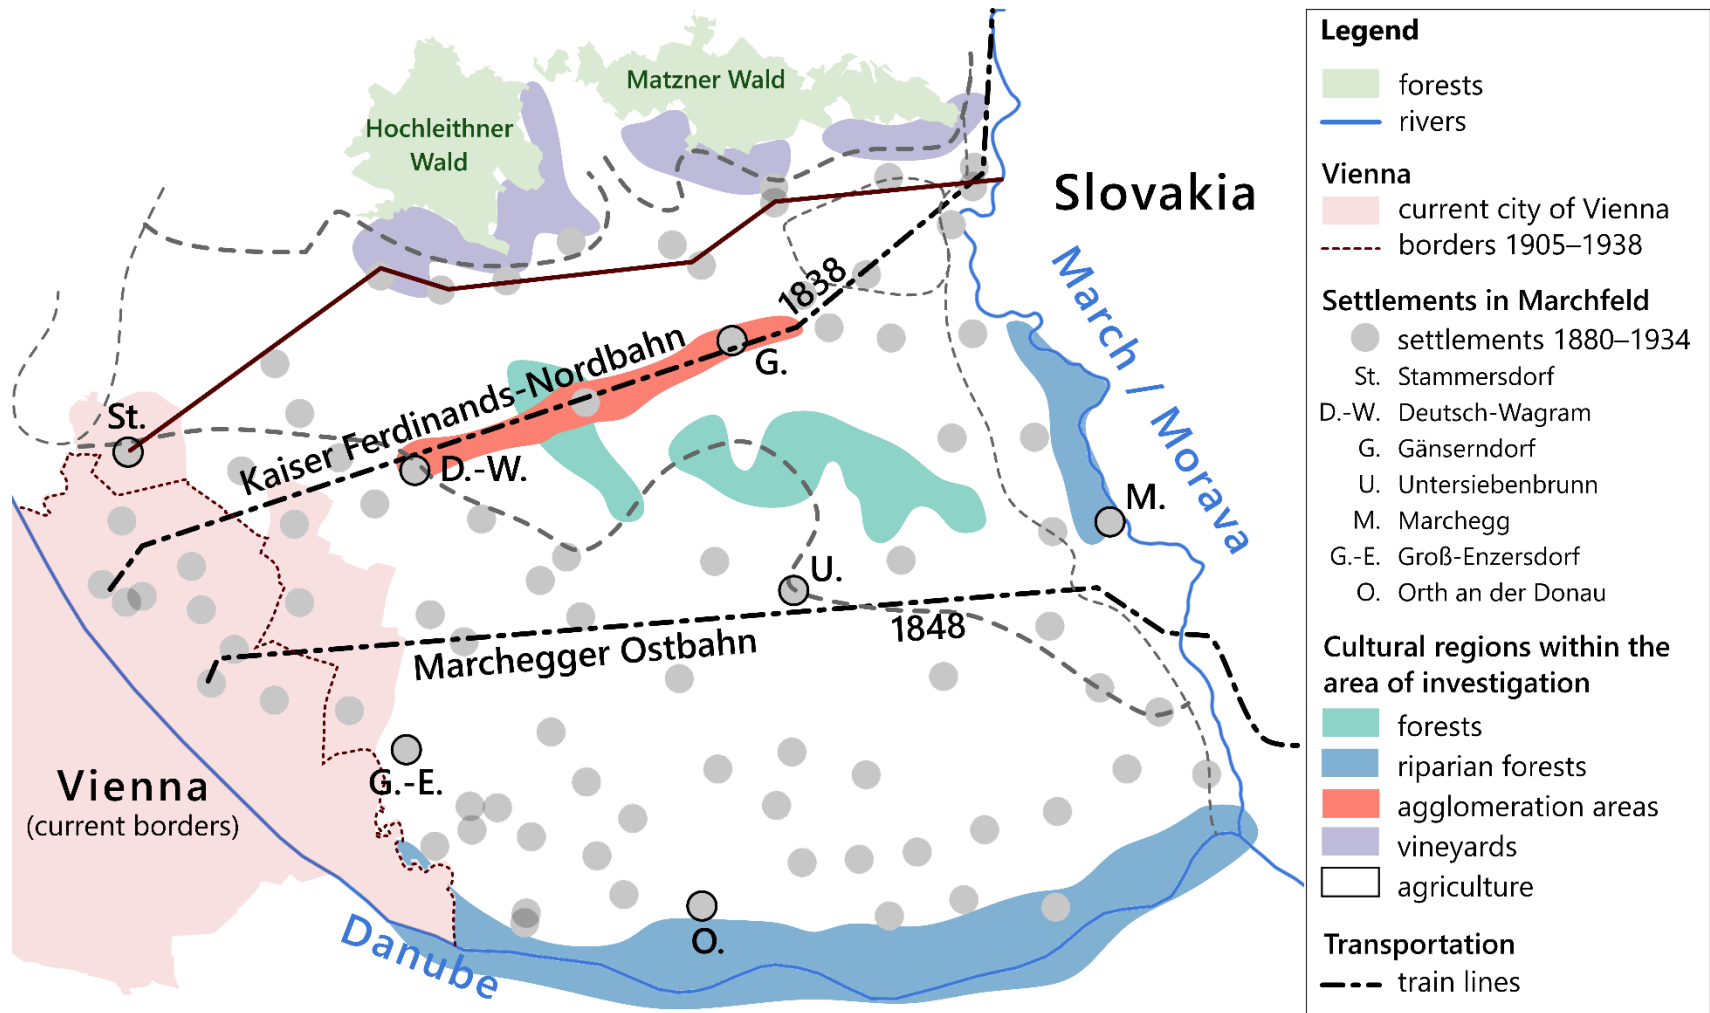 Matzner Wald
Hochleithner
Wald
Slovakia
March / Morava
1838
Kaiser Ferdinands-Nordbahn
G.
St.
D.-W.
M.
U.
1848
Marchegger Ostbahn
G.-E.
Vienna
(current borders)
O.
Danube
Legend
forests
rivers
Vienna
current city of Vienna
borders 1905–1938
Settlements in Marchfeld
settlements 1880–1934
St. Stammersdorf
D.-W. Deutsch-Wagram
G. Gänserndorf
U. Untersiebenbrunn
M. Marchegg
G.-E. Groß-Enzersdorf
O. Orth an der Donau
Cultural regions within the
area of investigation
forests
riparian forests
agglomeration areas
vineyards
agriculture
Transportation
train lines